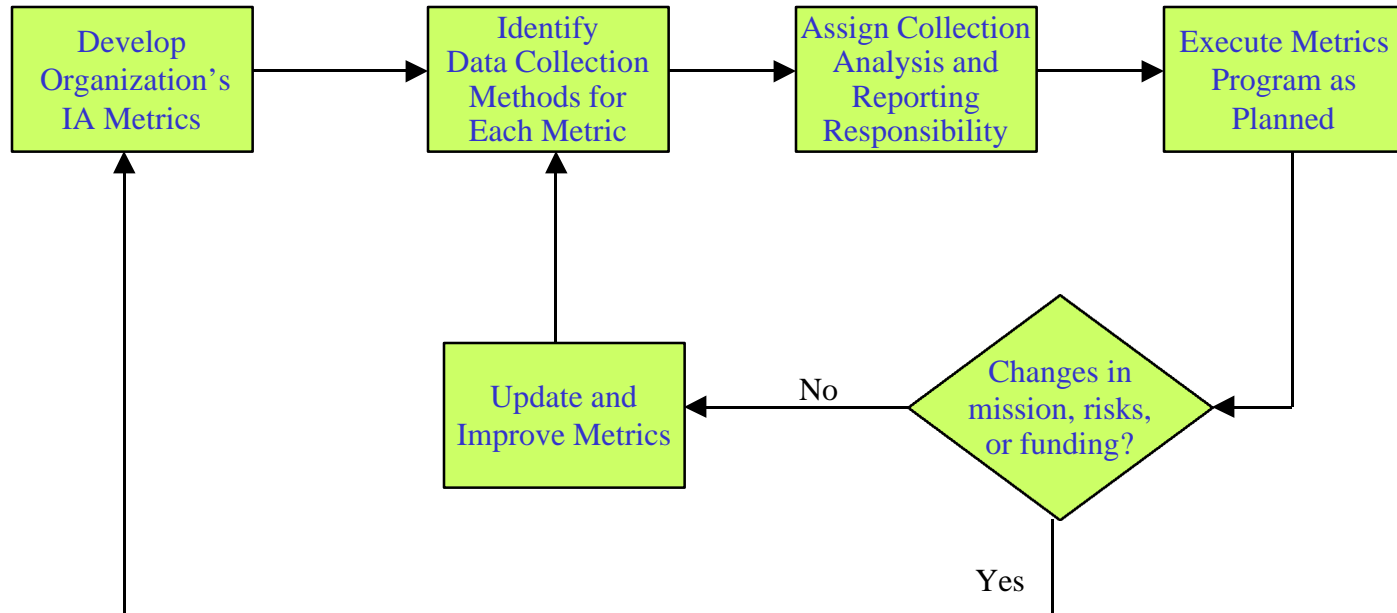 Develop
Organization’s
IA Metrics
Identify
Data Collection
Methods for
Each Metric
Assign Collection
Analysis and
Reporting
Responsibility
Execute Metrics
Program as
Planned
Changes in
mission, risks,
or funding?
No
Update and
Improve Metrics
Yes